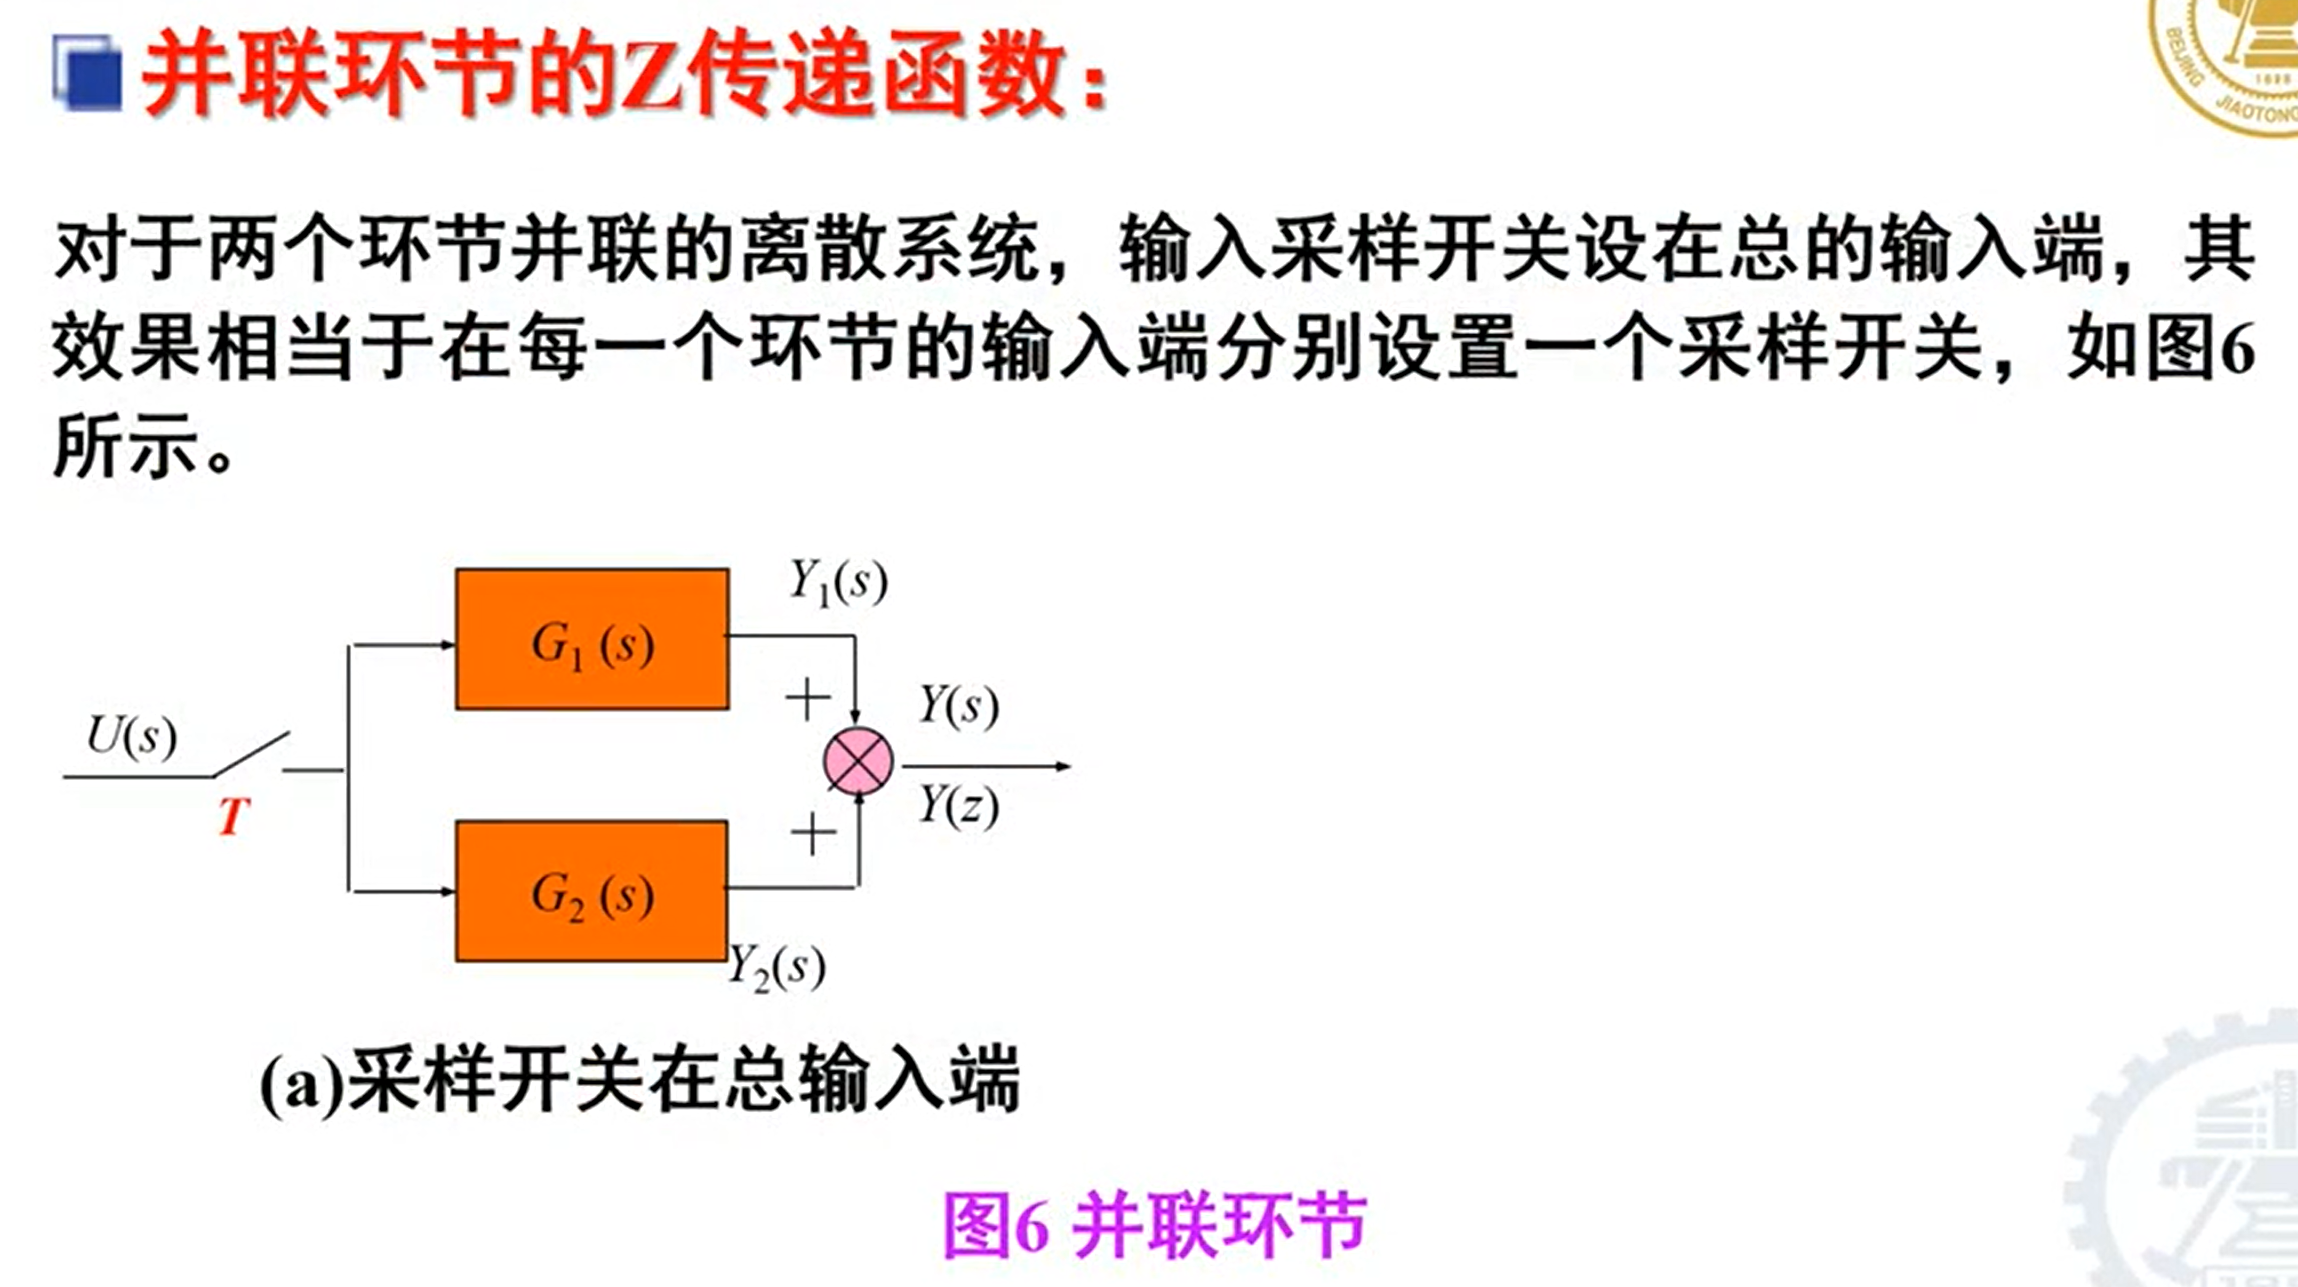 并联环节的Z传递函数：
BEIJING JIAOTONG
1896
对于两个环节并联的离散系统，输入采样开关设在总的输入端，其
效果相当于在每一个环节的输入端分别设置一个采样开关，如图6
所示。
Y₁(s)
G₁ (s)
U(s)
T
+
Y(s)
Y(z)
+
G₂ (s)
Y₂(s)
(a)采样开关在总输入端
图6 并联环节